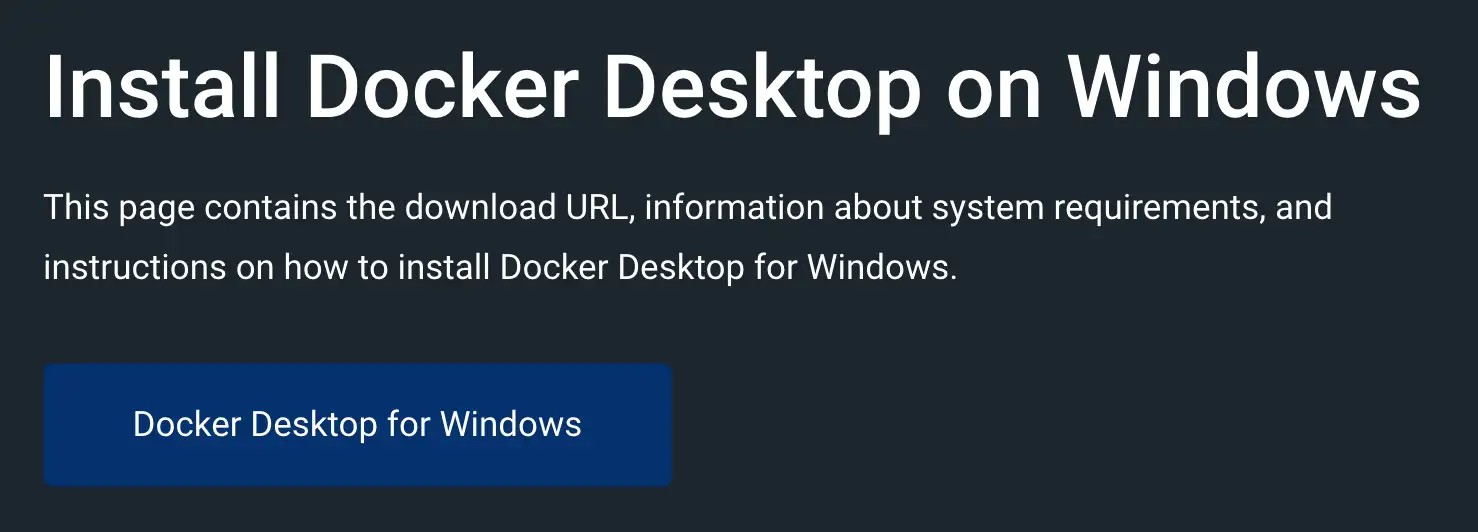 Install Docker Desktop on Windows
This page contains the download URL, information about system requirements, and
instructions on how to install Docker Desktop for Windows.
Docker Desktop for Windows